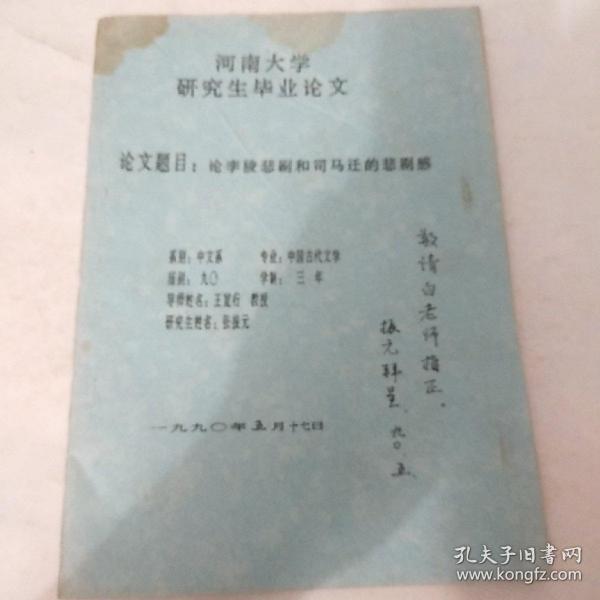 河南大学
研究生毕业论文
论文题目：论李陵悲剧和司马迁的悲剧感
系别：中文系 专业：中国古代文学
届别：九〇 学制：三年
导师姓名：王宽行 教授
研究生姓名：张振元
一九九〇年五月十七日
敬请白老师指正。
振元拜呈 九〇.五.
孔夫子旧书网
www.kongfz.com